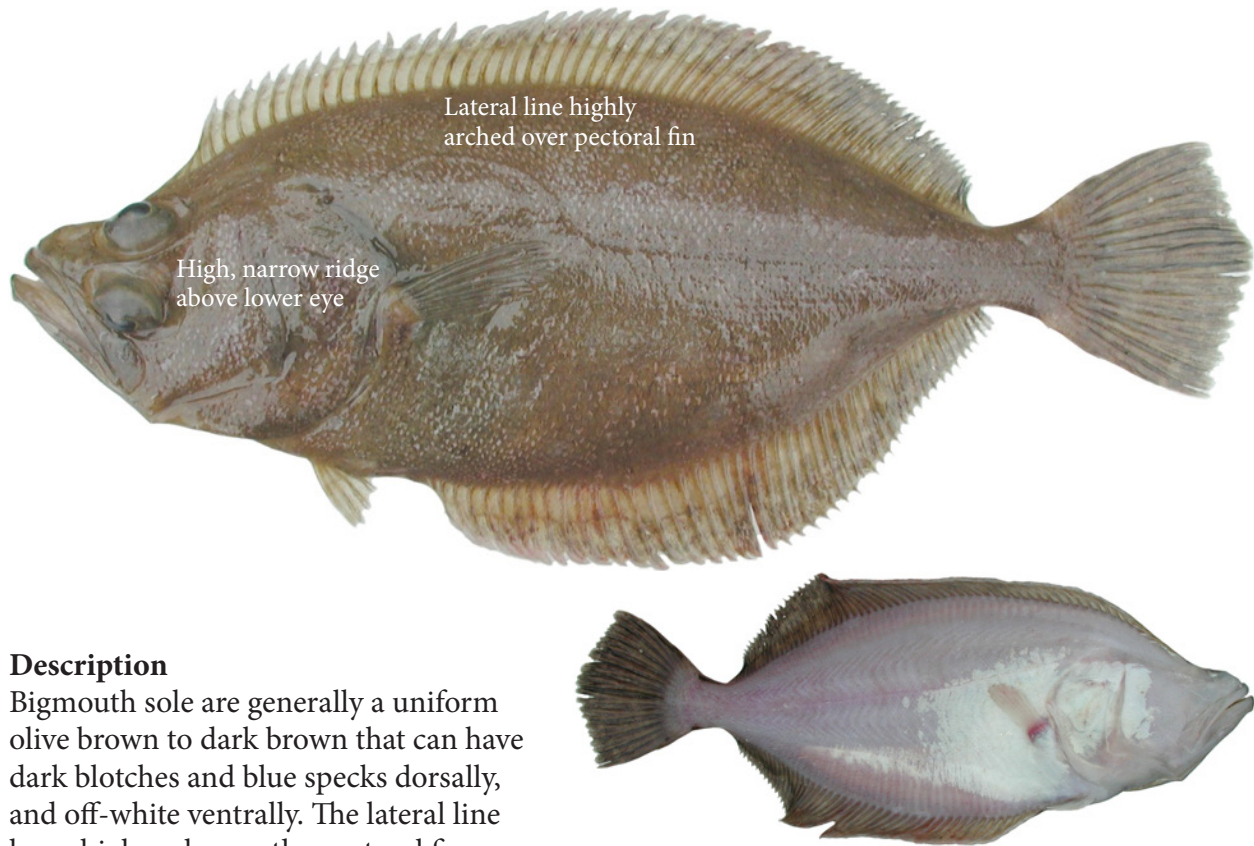 Lateral line highly
arched over pectoral fin
High, narrow ridge
above lower eye
Description
Bigmouth sole are generally a uniform
olive brown to dark brown that can have
dark blotches and blue specks dorsally,
and off-white ventrally. The lateral line